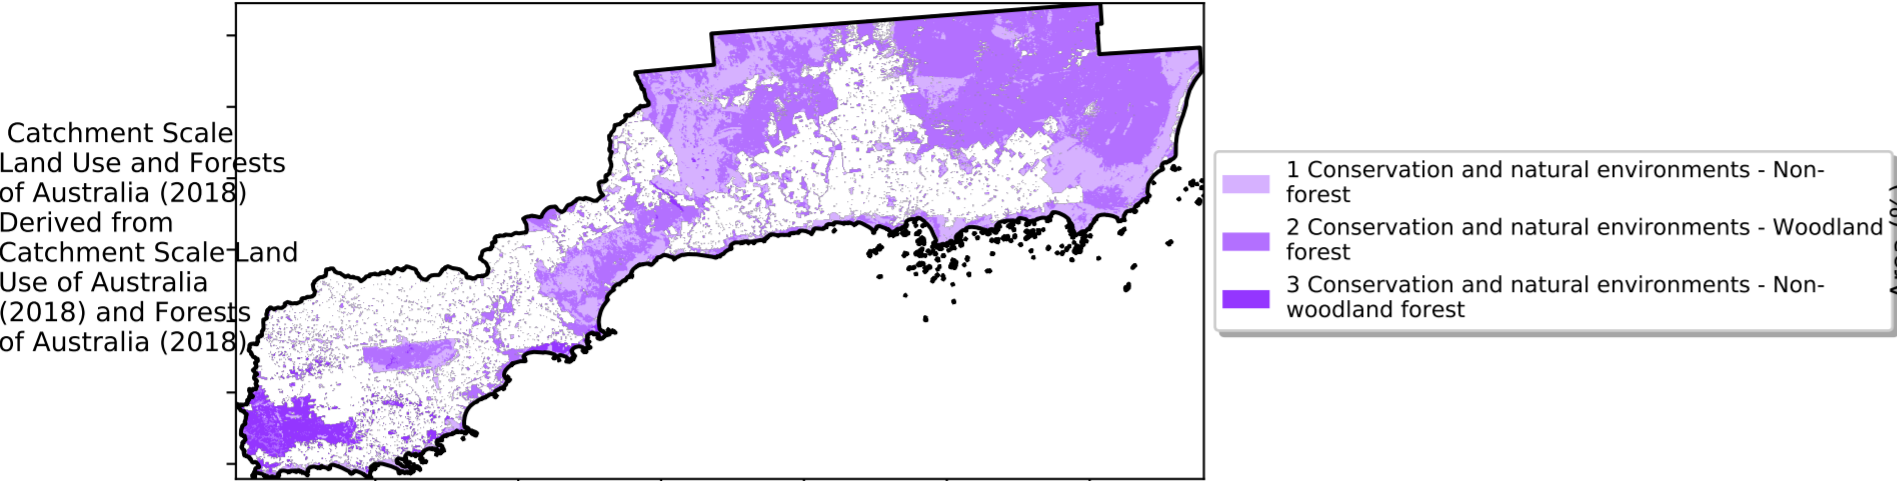 Catchment Scale
Land Use and Forests
of Australia (2018)
Derived from
Catchment Scale Land
Use of Australia
(2018) and Forests
of Australia (2018)
1 Conservation and natural environments - Non-
forest
2 Conservation and natural environments - Woodland
forest
3 Conservation and natural environments - Non-
woodland forest